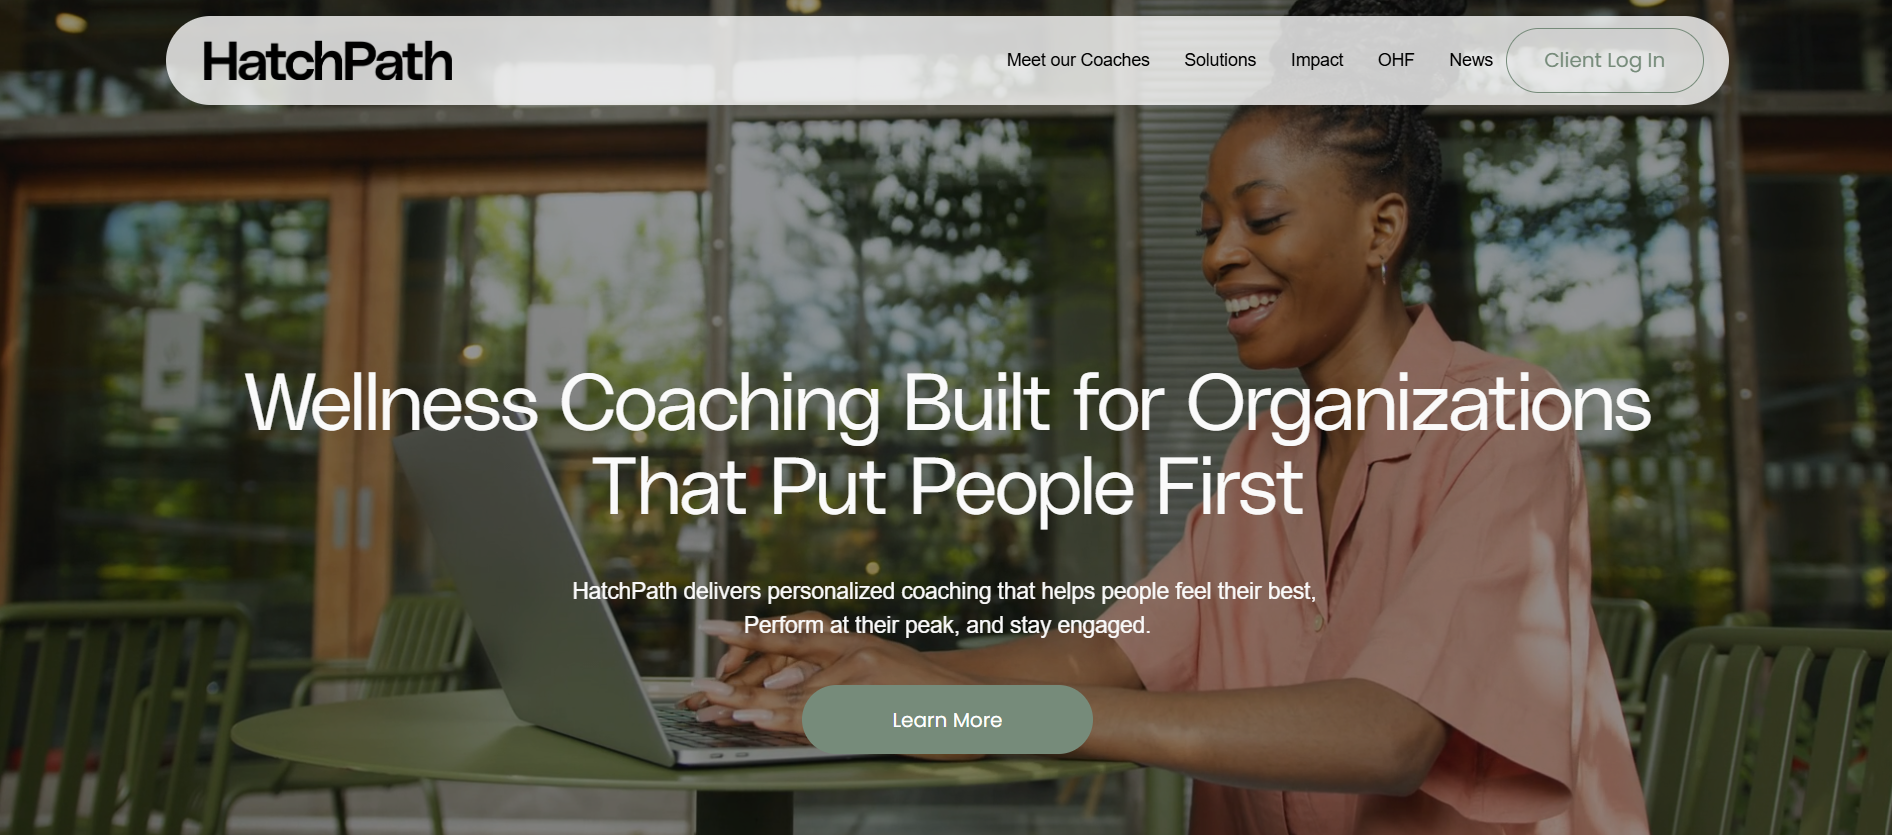 HatchPath
Meet our Coaches
Solutions
Impact
OHF
News
Client Log In
Wellness Coaching Built for Organizations
That Put People First
HatchPath delivers personalized coaching that helps people feel their best,
Perform at their peak, and stay engaged.
Learn More